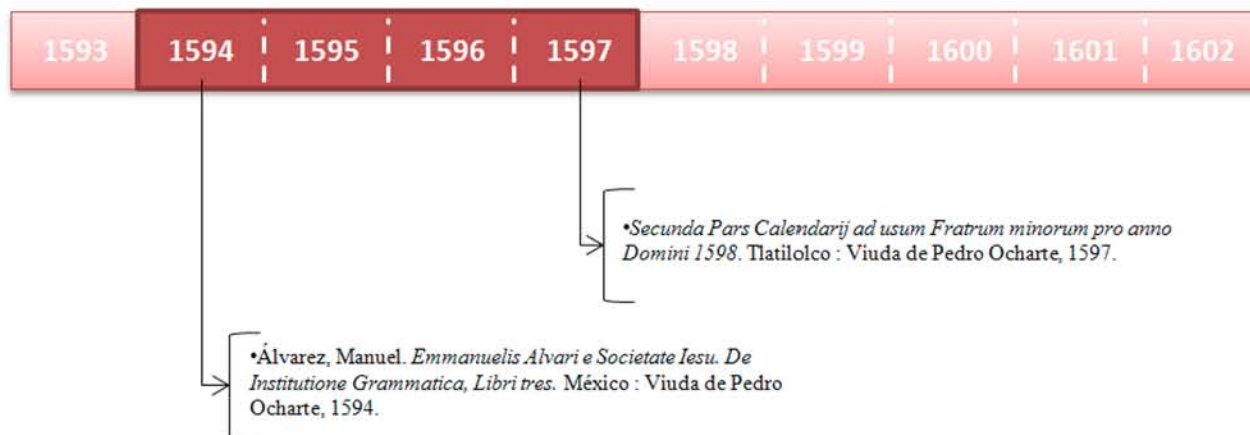 1593 1594 1595 1596 1597 1598 1599 1600 1601 1602
•Secunda Pars Calendarij ad usum Fratrum minorum pro anno
Domini 1598. Tlatilolco : Viuda de Pedro Ocharte, 1597.
•Álvarez, Manuel. Emmanuelis Alvari e Societate Iesu. De
Institutione Grammatica, Libri tres. México : Viuda de Pedro
Ocharte, 1594.